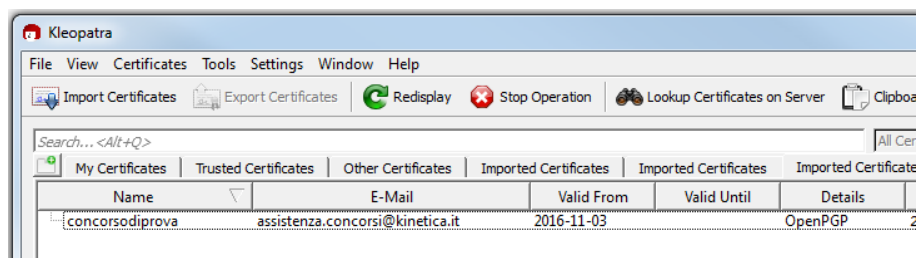 Kleopatra
File View Certificates Tools Settings Window Help
Import Certificates Export Certificates Redisplay Stop Operation Lookup Certificates on Server
Search...<Alt+Q>
My Certificates Trusted Certificates Other Certificates Imported Certificates Imported Certificates Imported
Name E-Mail Valid From Valid Until Details
concorsodiprova assistenza.concorsi@kinetica.it 2016-11-03 OpenPGP